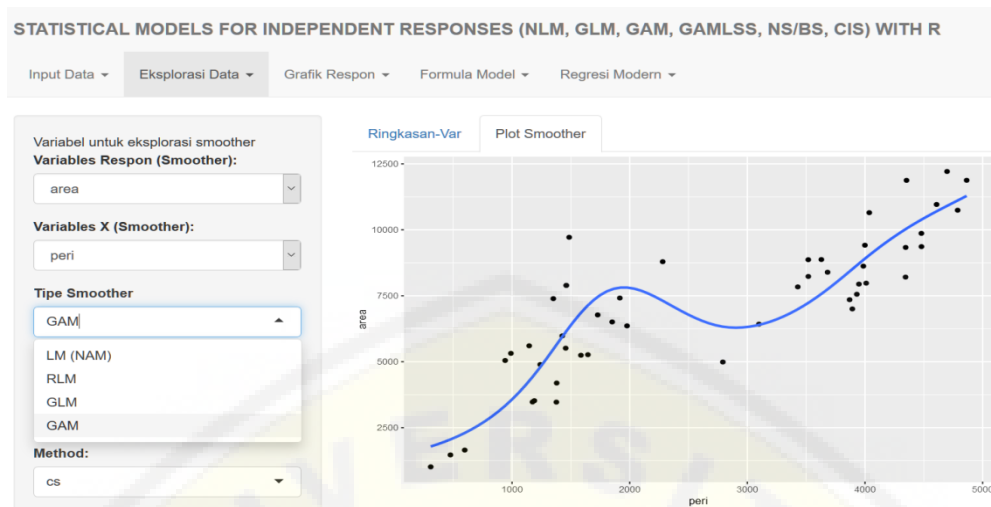 STATISTICAL MODELS FOR INDEPENDENT RESPONSES (NLM, GLM, GAM, GAMLSS, NS/BS, CIS) WITH R
Input Data Eksplorasi Data Grafik Respon Formula Model Regresi Modern
Variabel untuk eksplorasi smoother
Variables Respon (Smoother):
area
Variables X (Smoother):
peri
Tipe Smoother
GAM
LM (NAM)
RLM
GLM
GAM
Method:
cs
Ringkasan-Var Plot Smoother
12500
10000
7500
5000
2500
area
1000 2000 3000 4000 5000
peri